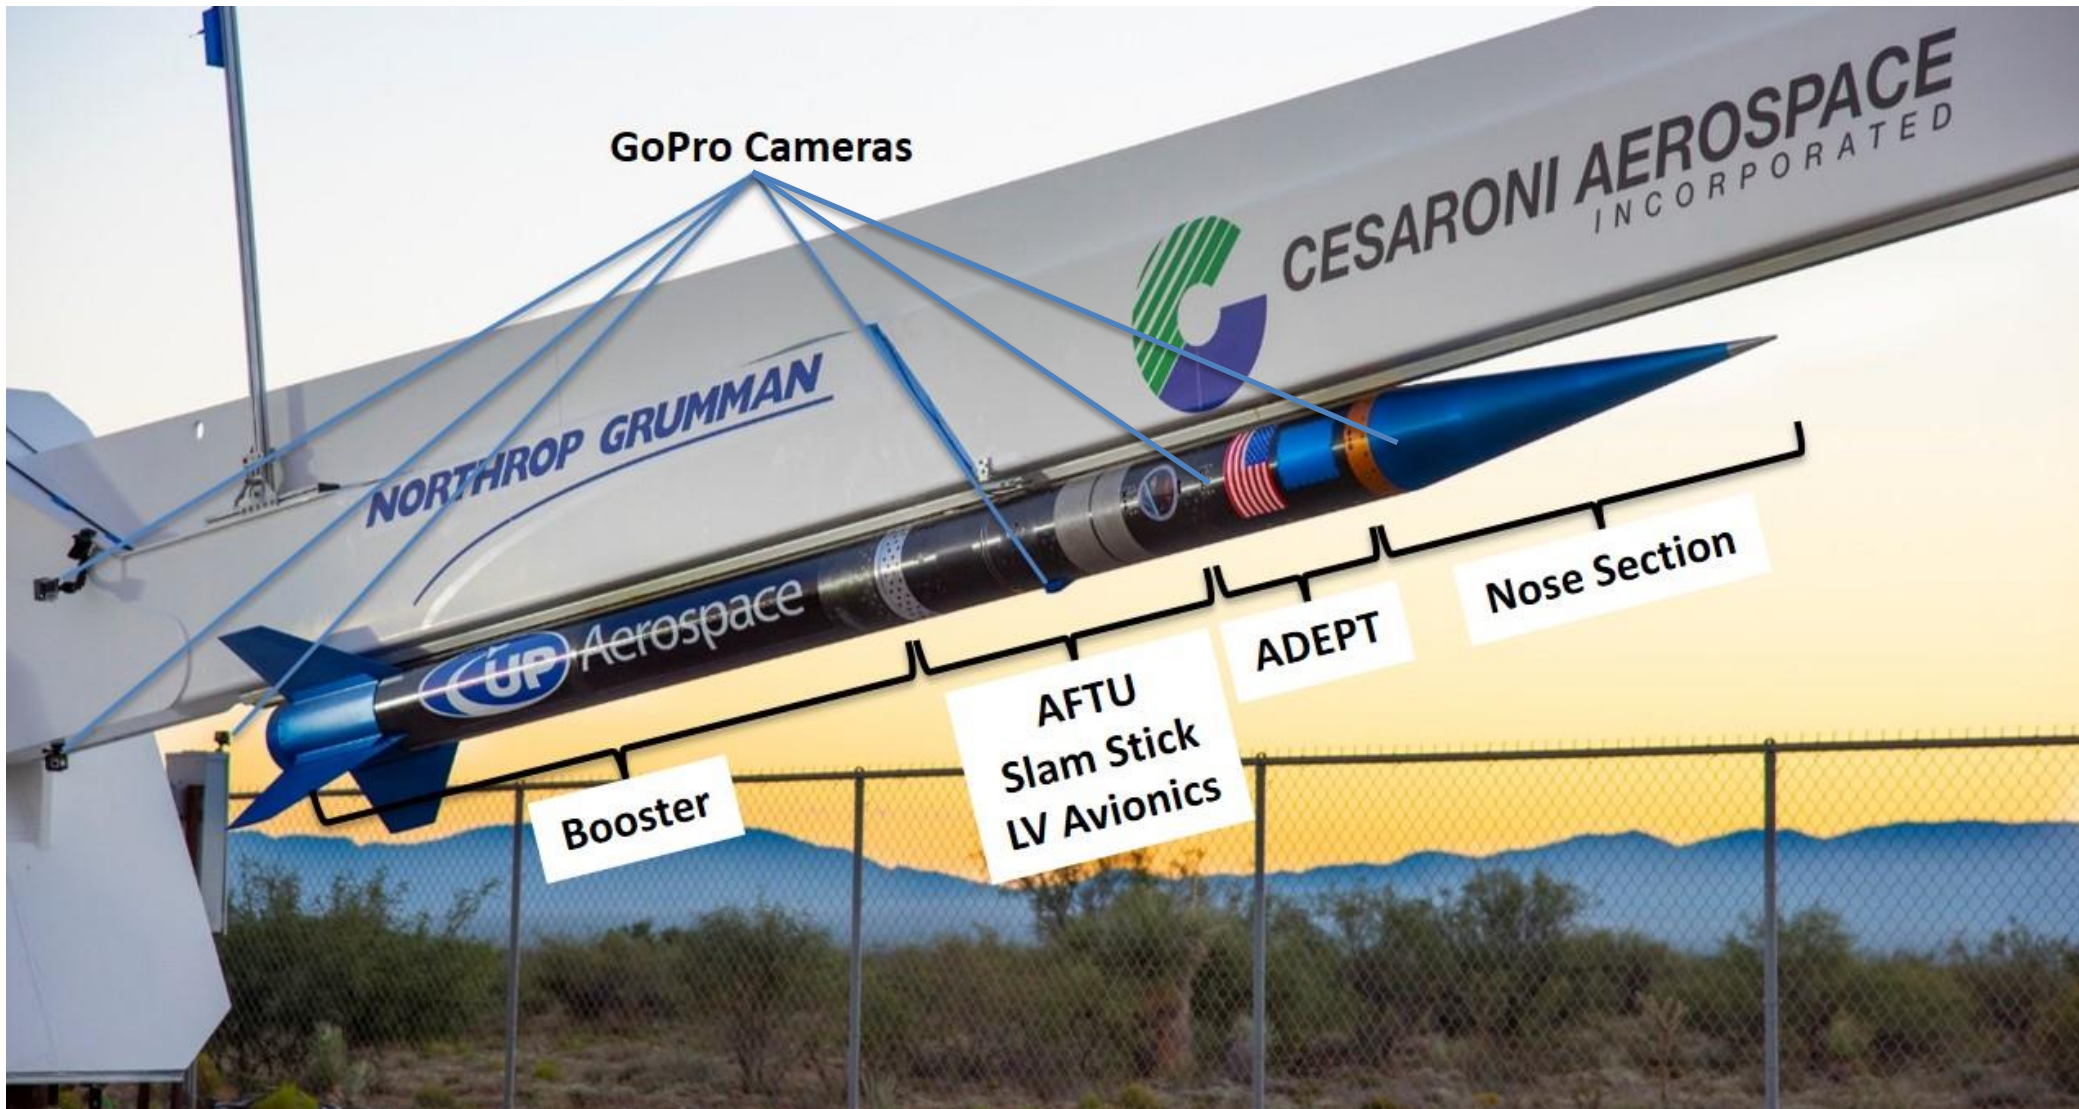 GoPro Cameras
CESARONI AEROSPACE
INCORPORATED
NORTHROP GRUMMAN
UP Aerospace
Nose Section
ADEPT
AFTU
Slam Stick
LV Avionics
Booster